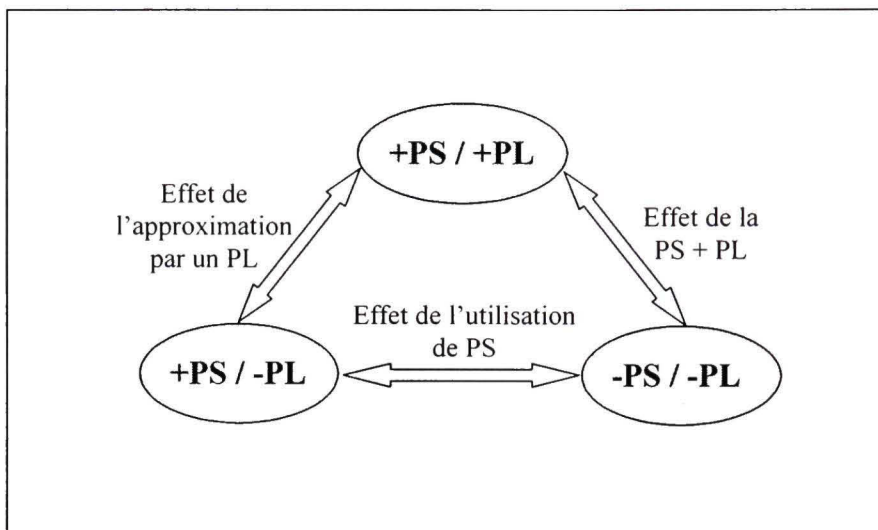 +PS / +PL
Effet de
l'approximation
par un PL
Effet de la
PS + PL
Effet de l'utilisation
de PS
+PS / -PL
-PS / -PL